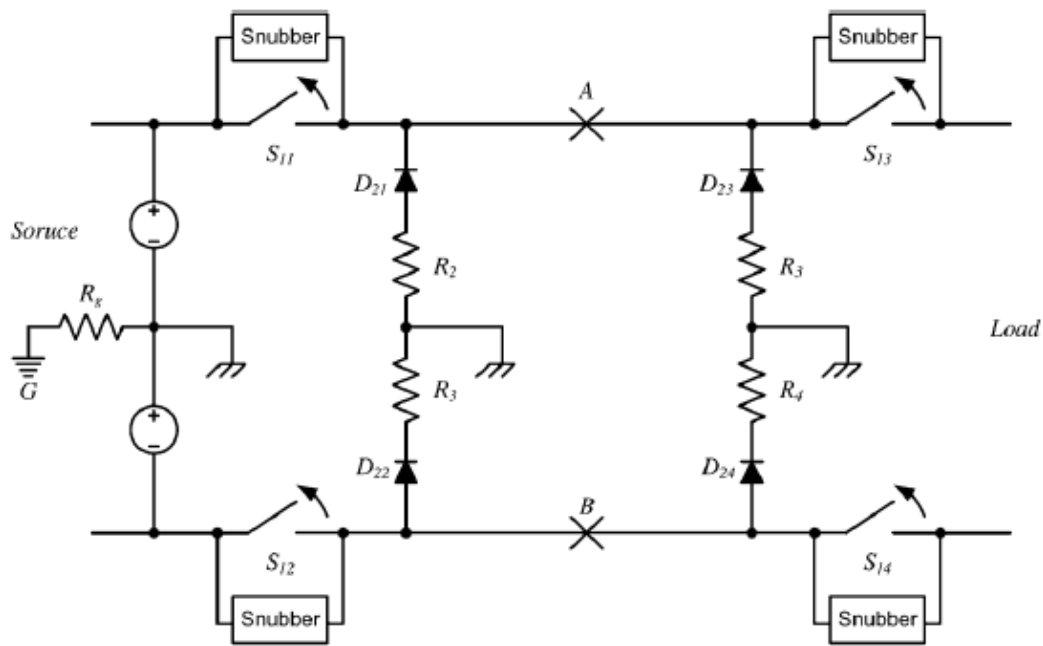 Snubber
Snubber
A
S11
S13
D21
D23
Soruce
R2
R3
Rg
Load
G
R3
R4
D22
D24
B
S12
S14
Snubber
Snubber